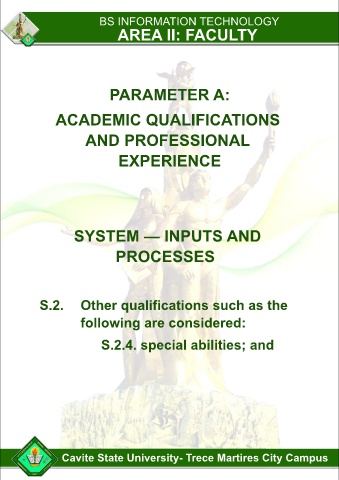 BS INFORMATION TECHNOLOGY
AREA II: FACULTY
PARAMETER A:
ACADEMIC QUALIFICATIONS
AND PROFESSIONAL
EXPERIENCE
SYSTEM — INPUTS AND
PROCESSES
S.2. Other qualifications such as the
following are considered:
S.2.4. special abilities; and
Cavite State University- Trece Martires City Campus